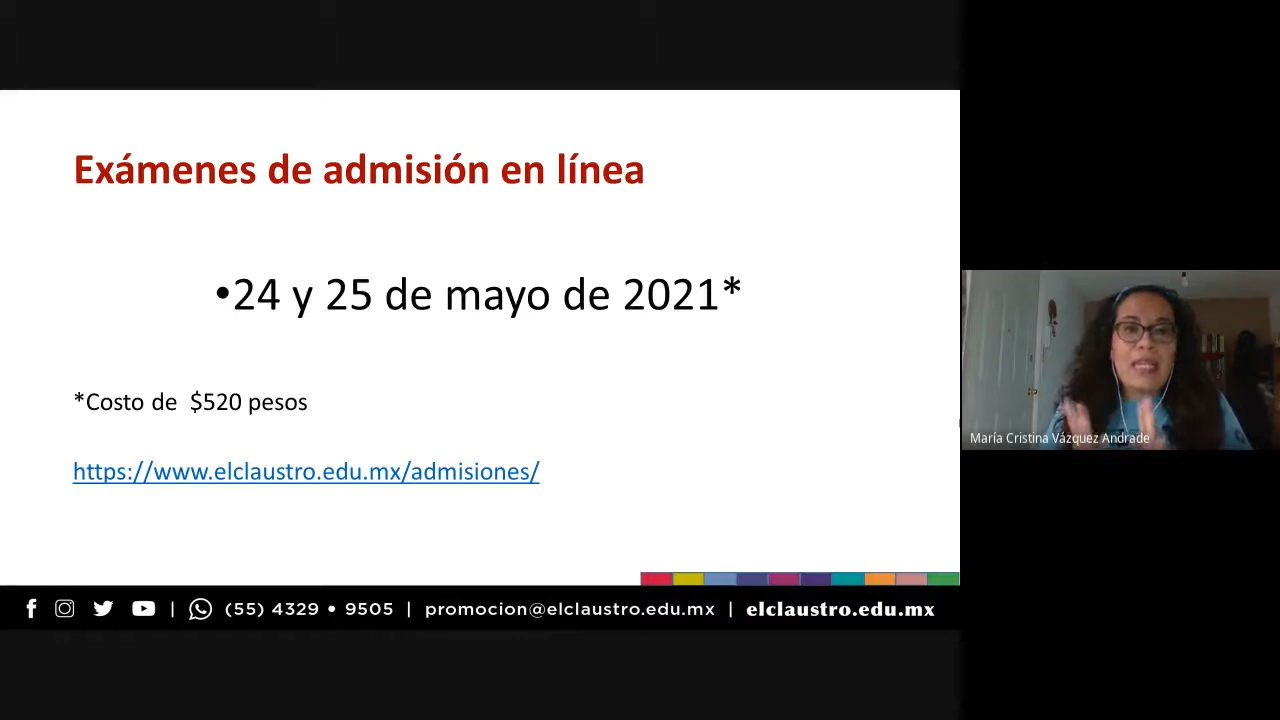 Exámenes de admisión en línea
•24 y 25 de mayo de 2021*
*Costo de $520 pesos
https://www.elclaustro.edu.mx/admisiones/
| (55) 4329 • 9505 | promocion@elclaustro.edu.mx | elclaustro.edu.mx
María Cristina Vázquez Andrade